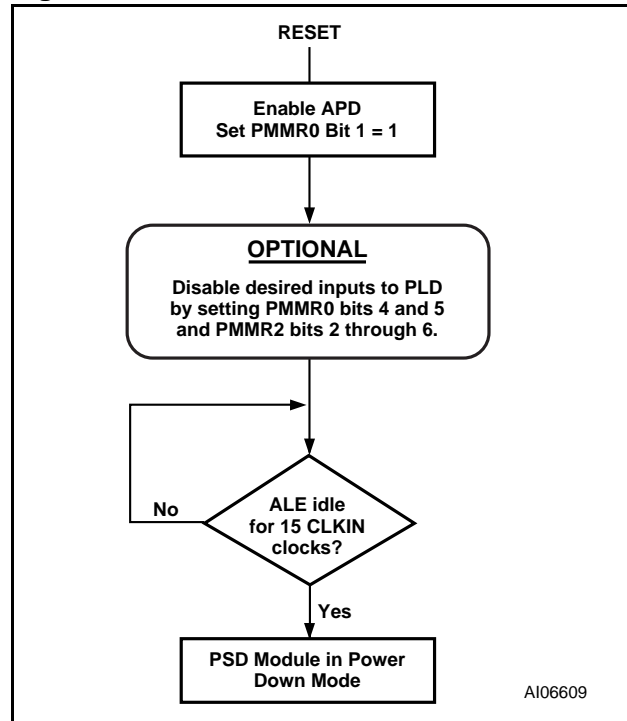 RESET
Enable APD
Set PMMR0 Bit 1 = 1
OPTIONAL
Disable desired inputs to PLD
by setting PMMR0 bits 4 and 5
and PMMR2 bits 2 through 6.
No
ALE idle
for 15 CLKIN
clocks?
Yes
PSD Module in Power
Down Mode
AI06609